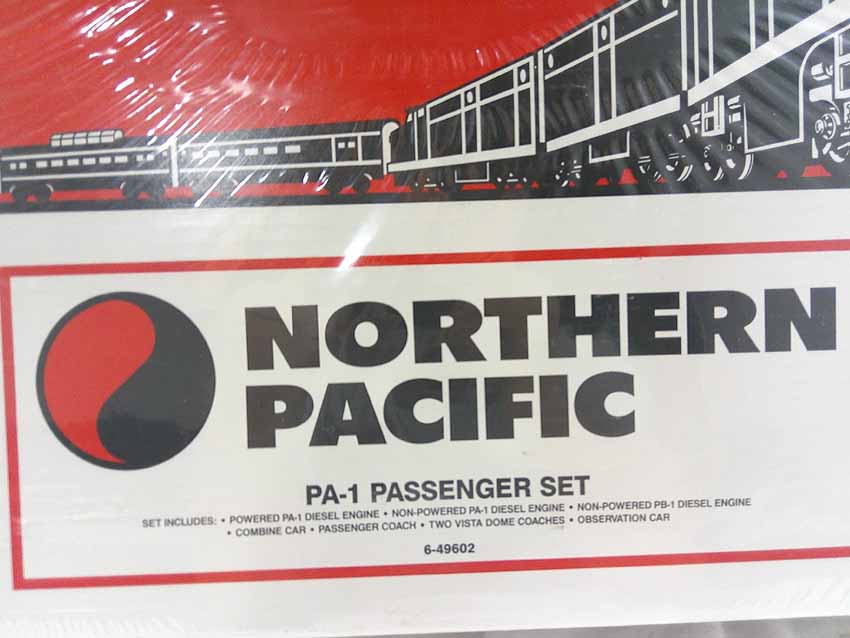 NORTHERN
PACIFIC
PA-1 PASSENGER SET
SET INCLUDES: • POWERED PA-1 DIESEL ENGINE • NON-POWERED PA-1 DIESEL ENGINE • NON-POWERED PB-1 DIESEL ENGINE
• COMBINE CAR • PASSENGER COACH • TWO VISTA DOME COACHES • OBSERVATION CAR
6-49602